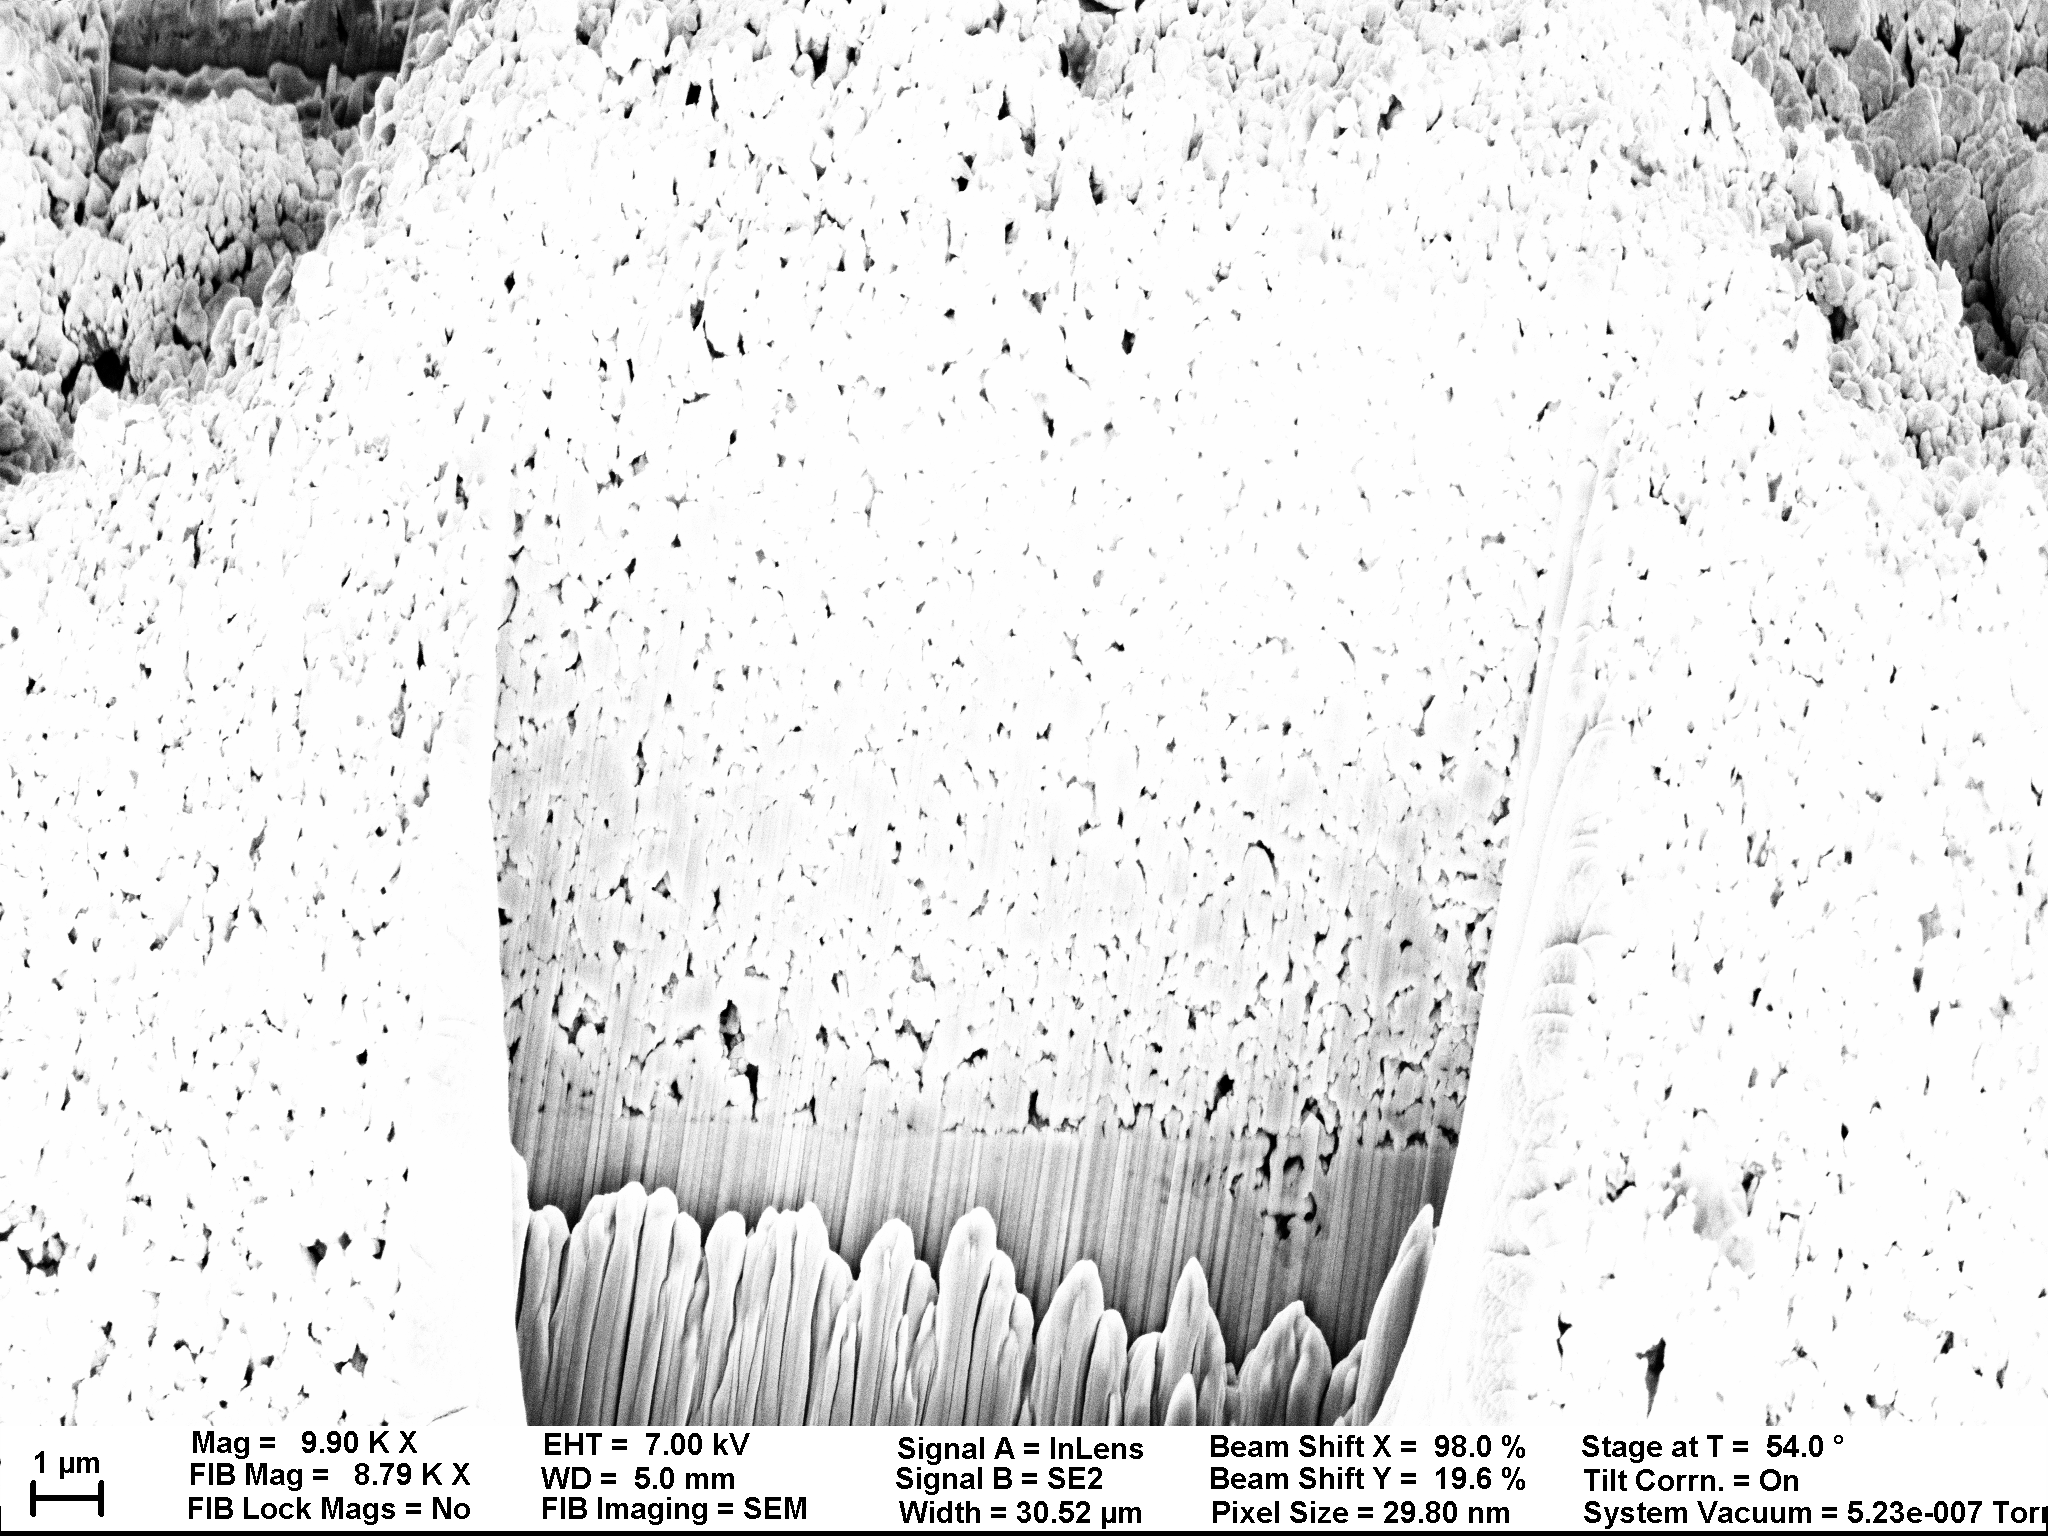 1 µm
Mag = 9.90 K X
FIB Mag = 8.79 K X
FIB Lock Mags = No
EHT = 7.00 kV
WD = 5.0 mm
FIB Imaging = SEM
Signal A = InLens
Signal B = SE2
Width = 30.52 µm
Beam Shift X = 98.0 %
Beam Shift Y = 19.6 %
Pixel Size = 29.80 nm
Stage at T = 54.0 °
Tilt Corrn. = On
System Vacuum = 5.23e-007 Torr